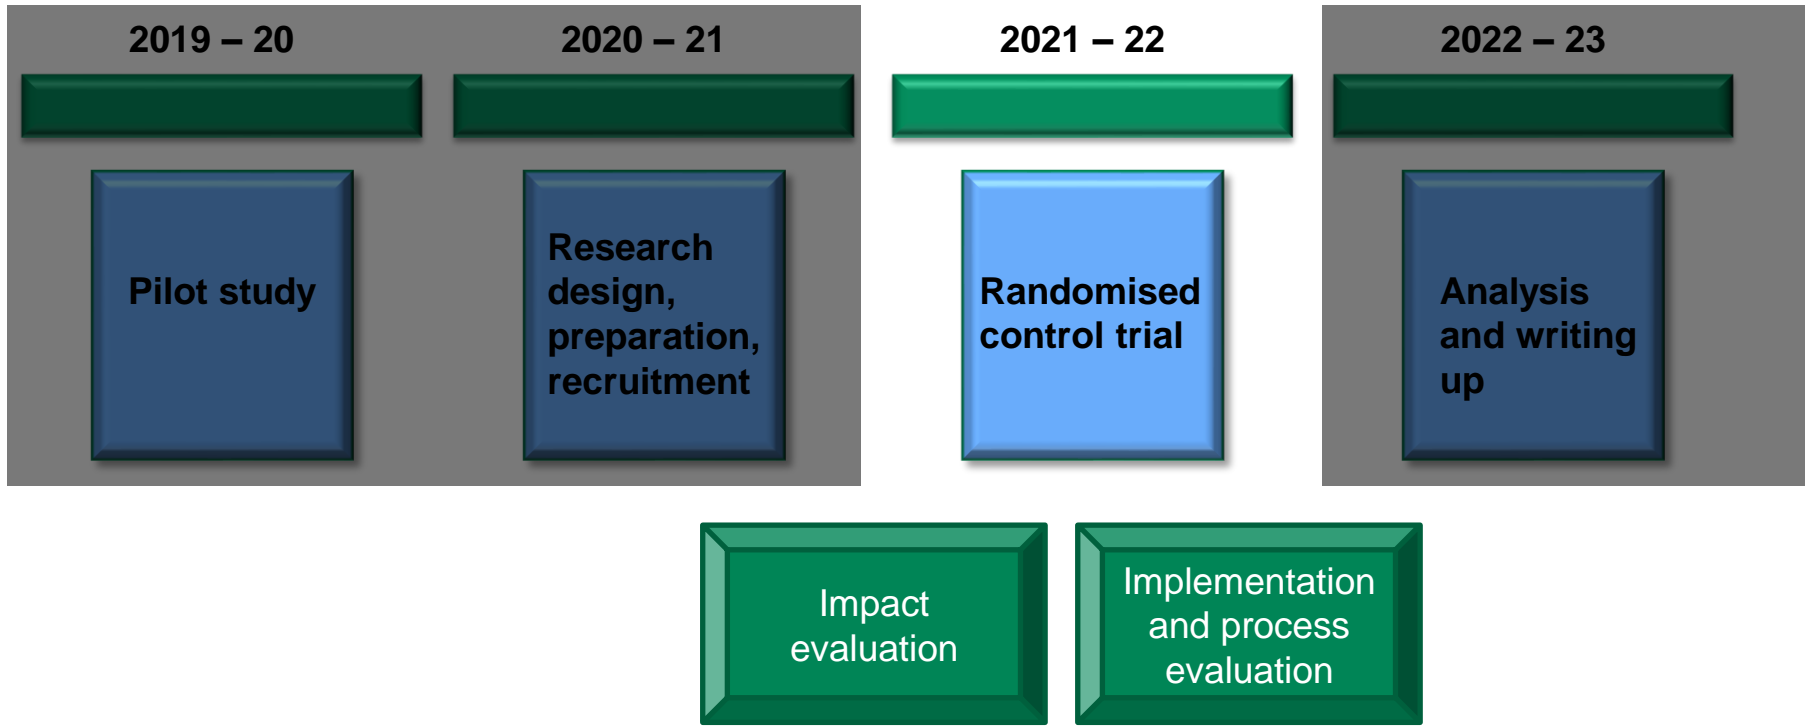 2019 – 20
2020 – 21
2021 – 22
2022 – 23
Pilot study
Research
design,
preparation,
recruitment
Randomised
control trial
Analysis
and writing
up
Impact
evaluation
Implementation
and process
evaluation